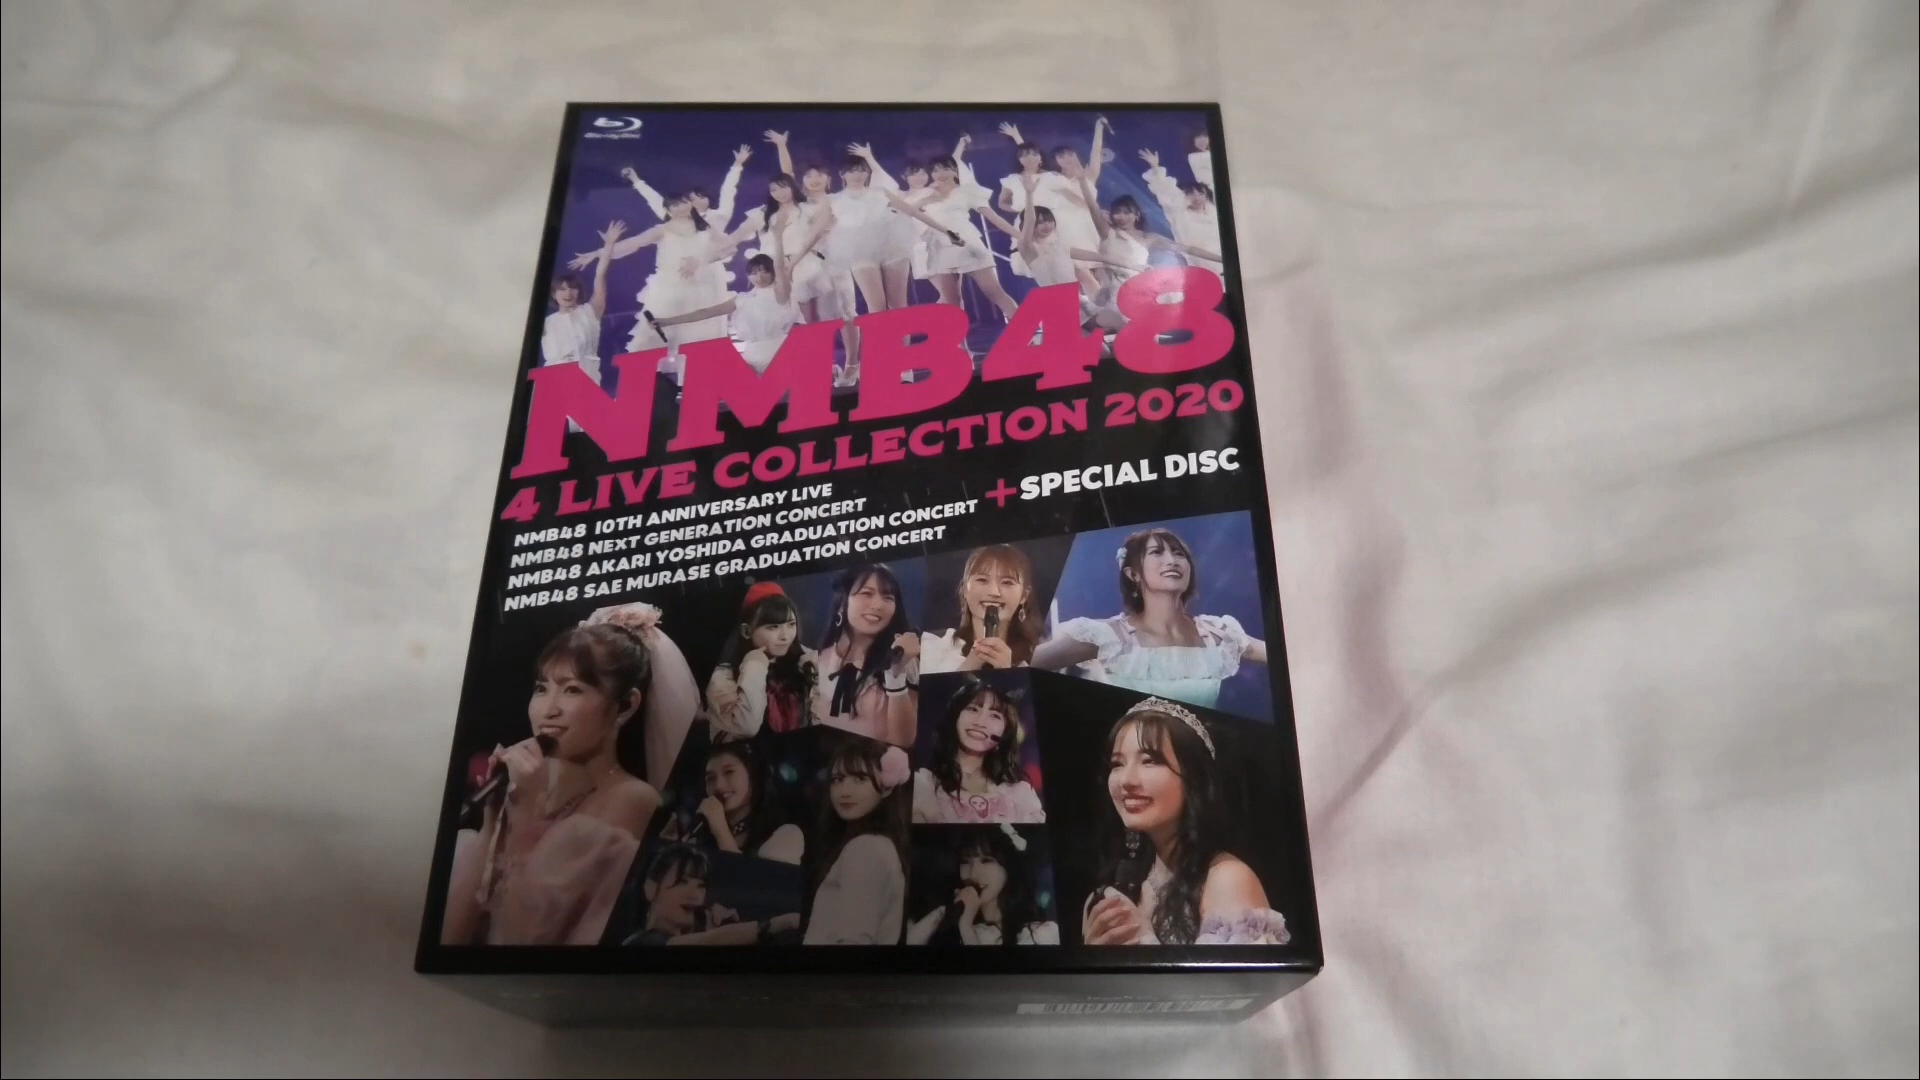 Blu-ray Disc
NMB48
4 LIVE COLLECTION 2020
NMB48 10TH ANNIVERSARY LIVE
NMB48 NEXT GENERATION CONCERT
NMB48 AKARI YOSHIDA GRADUATION CONCERT
NMB48 SAE MURASE GRADUATION CONCERT
+SPECIAL DISC